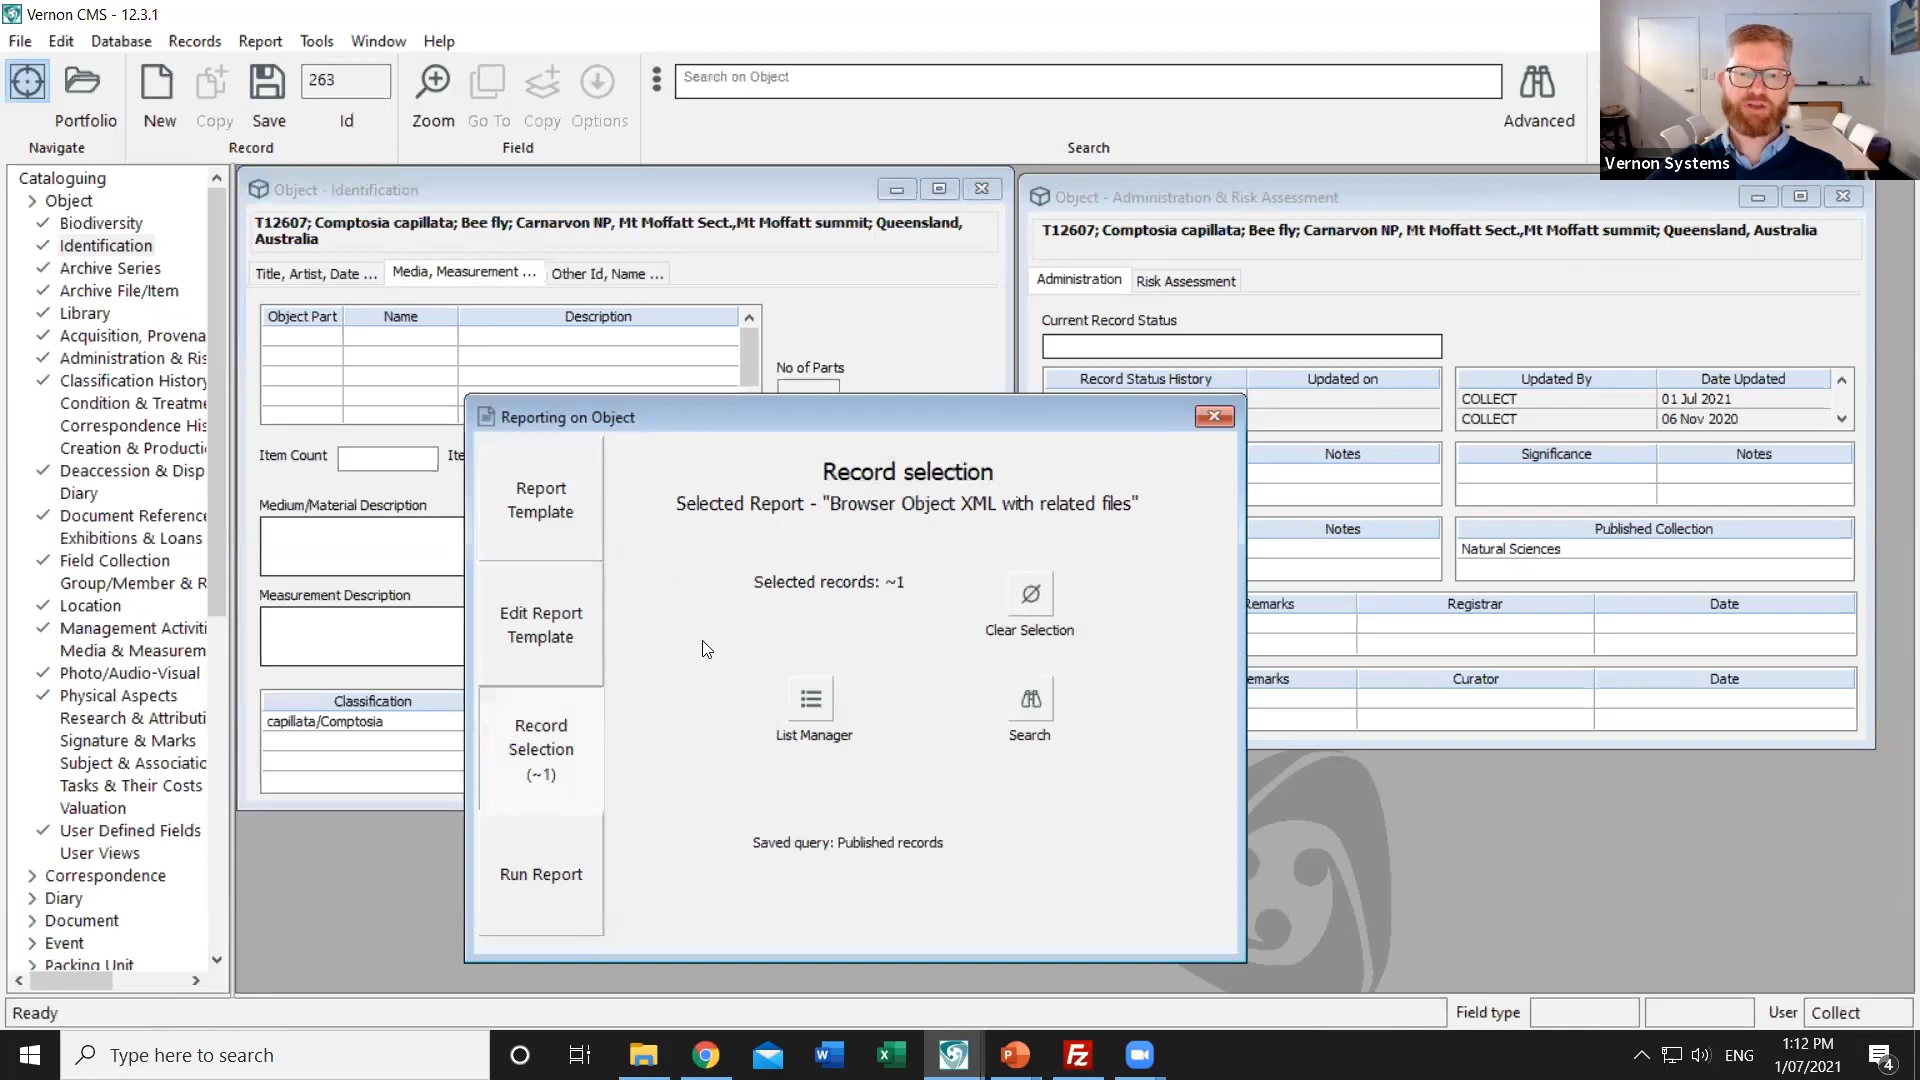 Vernon CMS - 12.3.1
File Edit Database Records Report Tools Window Help
263
Search on Object
Portfolio New Copy Save Id Zoom Go To Copy Options Advanced
Navigate Record Field Search
Vernon Systems
Cataloguing
Object
Biodiversity
Identification
Archive Series
Archive File/Item
Library
Acquisition, Provena
Administration & Ris
Classification History
Condition & Treatme
Correspondence His
Creation & Producti
Deaccession & Disp
Diary
Document Reference
Exhibitions & Loans
Field Collection
Group/Member & R
Location
Management Activiti
Media & Measurem
Photo/Audio-Visual
Physical Aspects
Research & Attributi
Signature & Marks
Subject & Associatio
Tasks & Their Costs
Valuation
User Defined Fields
User Views
Correspondence
Diary
Document
Event
Packing Unit
Object - Identification
T12607; Comptosia capillata; Bee fly; Carnarvon NP, Mt Moffatt Sect.,Mt Moffatt summit; Queensland,
Australia
Title, Artist, Date ... Media, Measurement ... Other Id, Name ...
Object Part Name Description
No of Parts
Item Count Ite
Medium/Material Description
Measurement Description
Classification
capillata/Comptosia
Object - Administration & Risk Assessment
T12607; Comptosia capillata; Bee fly; Carnarvon NP, Mt Moffatt Sect.,Mt Moffatt summit; Queensland, Australia
Administration Risk Assessment
Current Record Status
Record Status History Updated on Updated By Date Updated
COLLECT 01 Jul 2021
COLLECT 06 Nov 2020
Notes Significance Notes
Notes Published Collection
Natural Sciences
Remarks Registrar Date
emarks Curator Date
Reporting on Object
Report
Template
Edit Report
Template
Record
Selection
(~1)
Run Report
Record selection
Selected Report - "Browser Object XML with related files"
Selected records: ~1
Clear Selection
List Manager Search
Saved query: Published records
Ready Field type User Collect
Type here to search
ENG
1:12 PM
1/07/2021
4